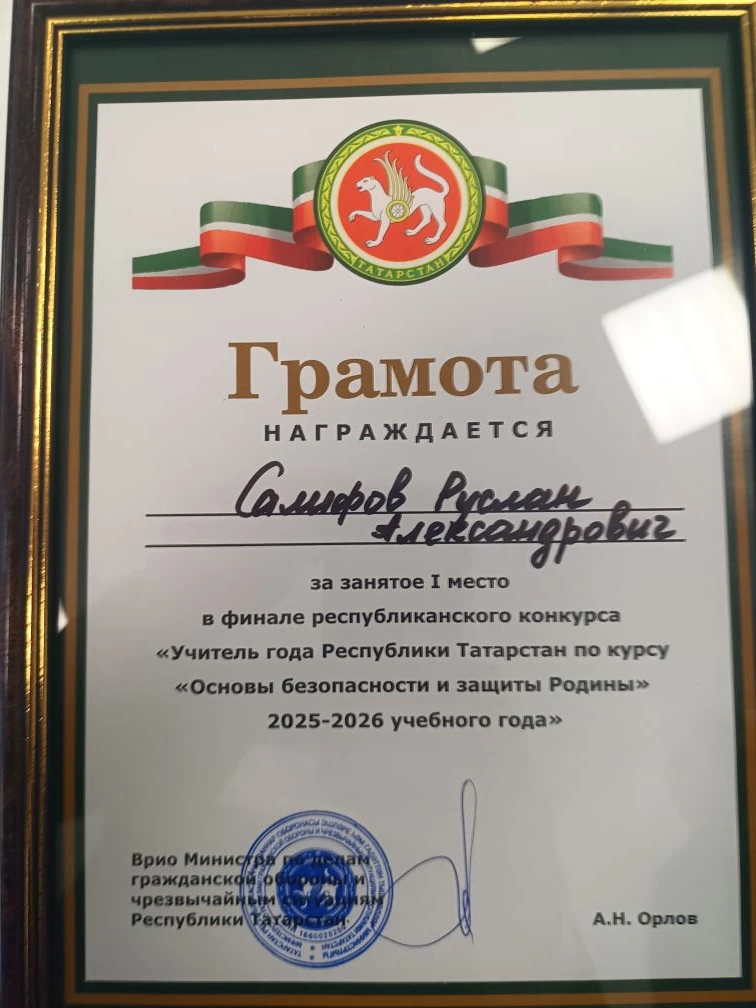 ТАТАРСТАН
Грамота
НАГРАЖДАЕТСЯ
Салифов Руслан
Александрович
за занятое I место
в финале республиканского конкурса
«Учитель года Республики Татарстан по курсу
«Основы безопасности и защиты Родины»
2025-2026 учебного года»
Врио Министра по делам
гражданской обороны и
чрезвычайным ситуациям
Республики Татарстан
А.Н. Орлов